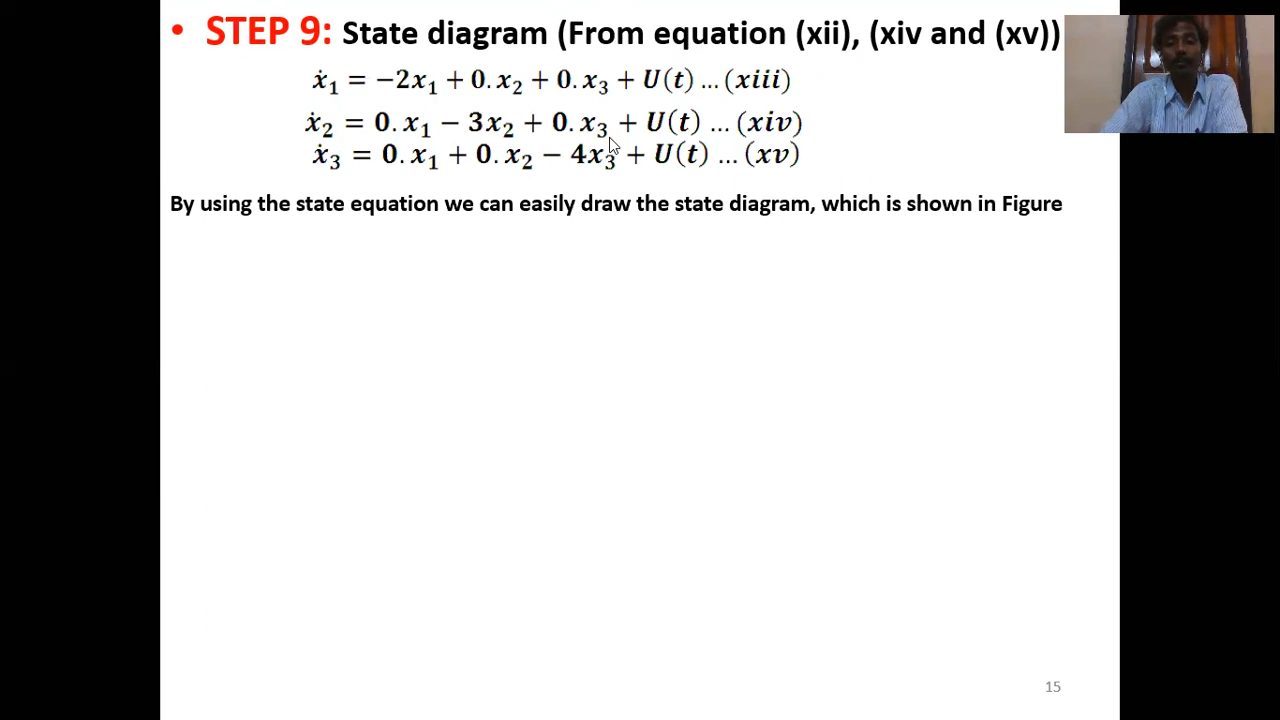 • STEP 9: State diagram (From equation (xii), (xiv and (xv))
ẋ₁ = −2x₁ + 0.x₂ + 0.x₃ + U(t) ... (xiii)
ẋ₂ = 0.x₁ − 3x₂ + 0.x₃ + U(t) ... (xiv)
ẋ₃ = 0.x₁ + 0.x₂ − 4x₃ + U(t) ... (xv)
By using the state equation we can easily draw the state diagram, which is shown in Figure
15